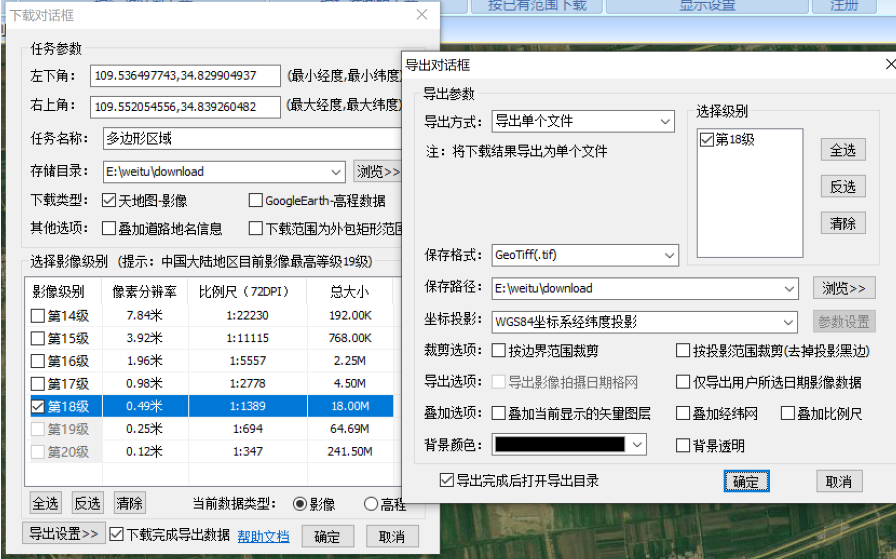 按已有范围下载
显示设置
注册
下载对话框
任务参数
左下角： 109.536497743,34.829904937 (最小经度,最小纬度)
右上角： 109.552054556,34.839260482 (最大经度,最大纬度)
任务名称： 多边形区域
存储目录： E:\weitu\download 浏览>>
下载类型： 天地图-影像 GoogleEarth-高程数据
其他选项： 叠加道路地名信息 下载范围为外包矩形范围
选择影像级别 (提示：中国大陆地区目前影像最高等级19级)
影像级别 像素分辨率 比例尺（72DPI） 总大小
第14级 7.84米 1:22230 192.00K
第15级 3.92米 1:11115 768.00K
第16级 1.96米 1:5557 2.25M
第17级 0.98米 1:2778 4.50M
第18级 0.49米 1:1389 18.00M
第19级 0.25米 1:694 64.69M
第20级 0.12米 1:347 241.50M
全选 反选 清除 当前数据类型： 影像 高程
导出设置>> 下载完成导出数据 帮助文档 确定 取消
导出对话框
导出参数
导出方式： 导出单个文件
注：将下载结果导出为单个文件
选择级别
第18级
全选
反选
清除
保存格式： GeoTiff(.tif)
保存路径： E:\weitu\download 浏览>>
坐标投影： WGS84坐标系经纬度投影 参数设置
裁剪选项： 按边界范围裁剪 按投影范围裁剪(去掉投影黑边)
导出选项： 导出影像拍摄日期格网 仅导出用户所选日期影像数据
叠加选项： 叠加当前显示的矢量图层 叠加经纬网 叠加比例尺
背景颜色： 背景透明
导出完成后打开导出目录 确定 取消